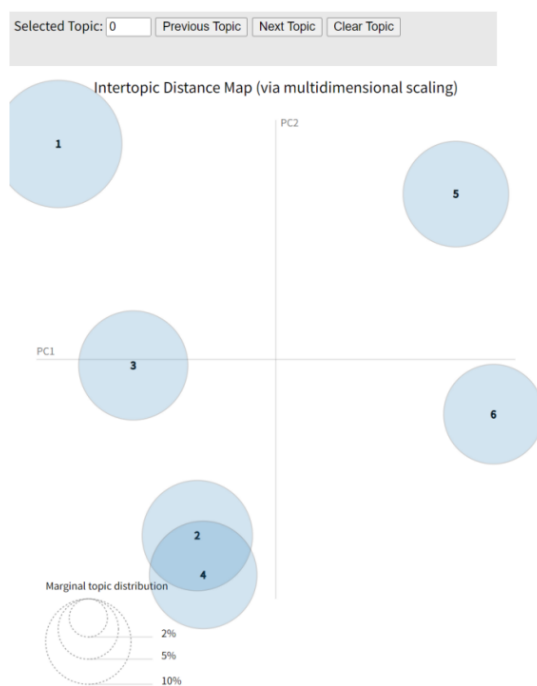 Selected Topic: 0 Previous Topic Next Topic Clear Topic
Intertopic Distance Map (via multidimensional scaling)
PC2
1
5
PC1
3
6
2
4
Marginal topic distribution
2%
5%
10%